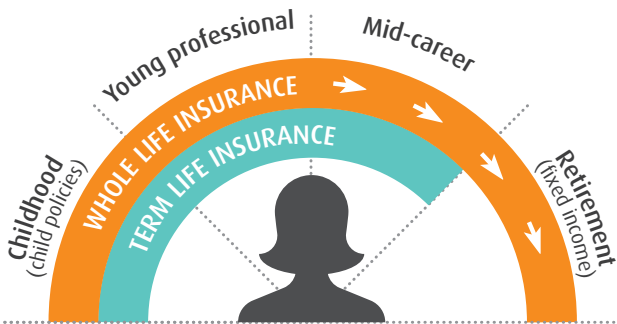 Childhood
(child policies)
Young professional
Mid-career
Retirement
(fixed income)
WHOLE LIFE INSURANCE
TERM LIFE INSURANCE